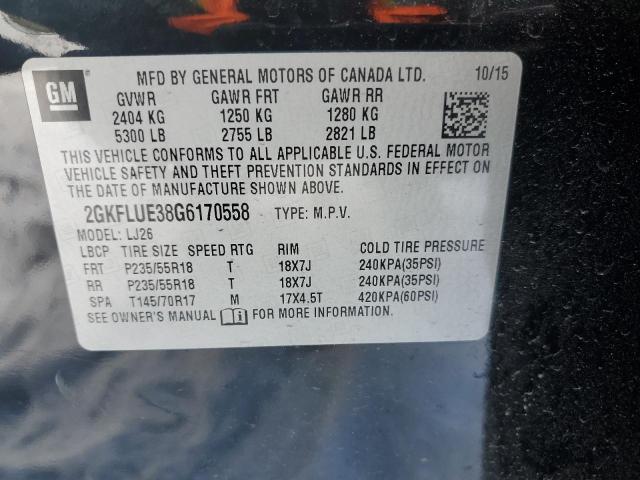 GM
MFD BY GENERAL MOTORS OF CANADA LTD. 10/15
GVWR GAWR FRT GAWR RR
2404 KG 1250 KG 1280 KG
5300 LB 2755 LB 2821 LB
THIS VEHICLE CONFORMS TO ALL APPLICABLE U.S. FEDERAL MOTOR
VEHICLE SAFETY AND THEFT PREVENTION STANDARDS IN EFFECT ON
THE DATE OF MANUFACTURE SHOWN ABOVE.
2GKFLUE38G6170558 TYPE: M.P.V.
MODEL: LJ26
LBCP TIRE SIZE SPEED RTG RIM COLD TIRE PRESSURE
FRT P235/55R18 T 18X7J 240KPA(35PSI)
RR P235/55R18 T 18X7J 240KPA(35PSI)
SPA T145/70R17 M 17X4.5T 420KPA(60PSI)
SEE OWNER'S MANUAL FOR MORE INFORMATION.